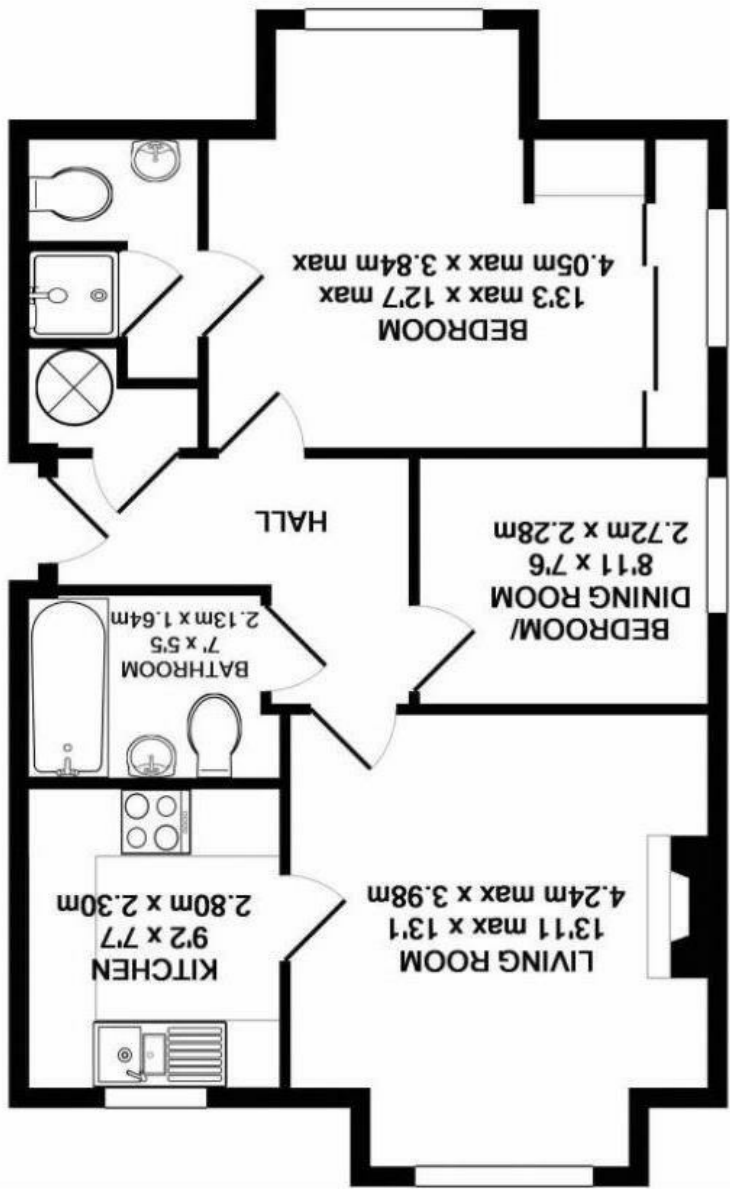 LIVING ROOM
13'11 max x 13'1
4.24m max x 3.98m
KITCHEN
9'2 x 7'7
2.80m x 2.30m
BATHROOM
7' x 5'5
2.13m x 1.64m
BEDROOM/
DINING ROOM
8'11 x 7'6
2.72m x 2.28m
HALL
BEDROOM
13'3 max x 12'7 max
4.05m max x 3.84m max